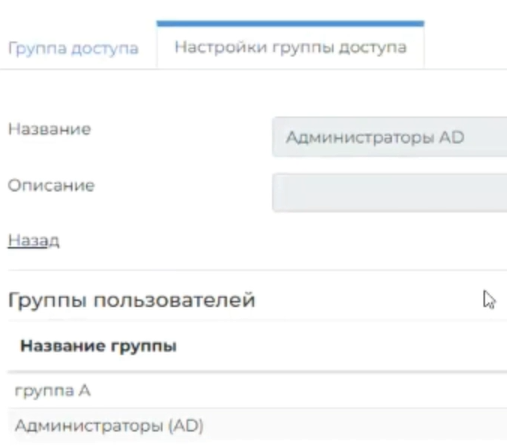 Группа доступа Настройки группы доступа
Название Администраторы AD
Описание
Назад
Группы пользователей
Название группы
группа А
Администраторы (AD)